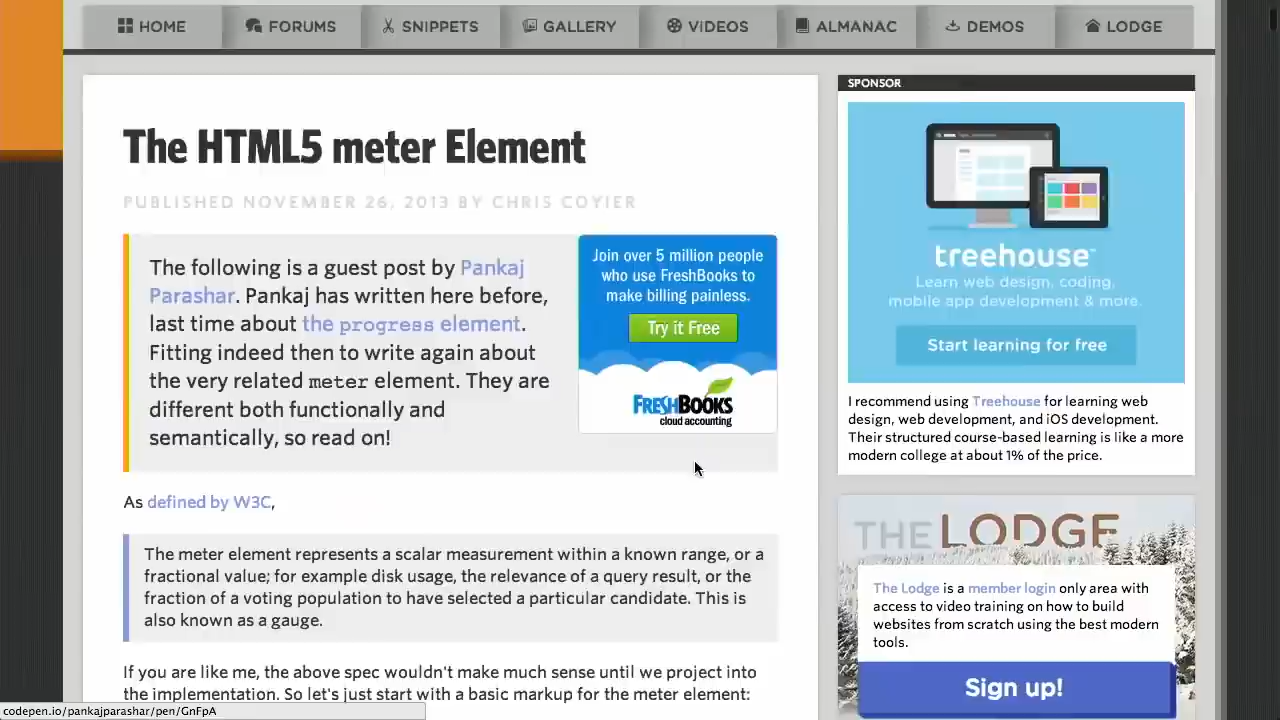 HOME FORUMS SNIPPETS GALLERY ViDEOS ALMANAC DEMOS LODGE
The HTML5 meter Element
PUBLISHED NOVEMBER 26, 2013 BY CHRIS COYIER
The following is a guest post by Pankaj
Parashar. Pankaj has written here before,
last time about the progress element.
Fitting indeed then to write again about
the very related meter element. They are
different both functionally and
semantically, so read on!
Join over 5 million people
who use FreshBooks to
make billing painless.
Try it Free
FRESHBOOKS
cloud accounting
As defined by W3C,
The meter element represents a scalar measurement within a known range, or a
fractional value; for example disk usage, the relevance of a query result, or the
fraction of a voting population to have selected a particular candidate. This is
also known as a gauge.
If you are like me, the above spec wouldn't make much sense until we project into
the implementation. So let's just start with a basic markup for the meter element:
SPONSOR
treehouse™
Learn web design, coding,
mobile app development & more.
Start learning for free
I recommend using Treehouse for learning web
design, web development, and iOS development.
Their structured course-based learning is like a more
modern college at about 1% of the price.
THE LODGE
The Lodge is a member login only area with
access to video training on how to build
websites from scratch using the best modern
tools.
Sign up!
codepen.io/pankajparashar/pen/GnFpA